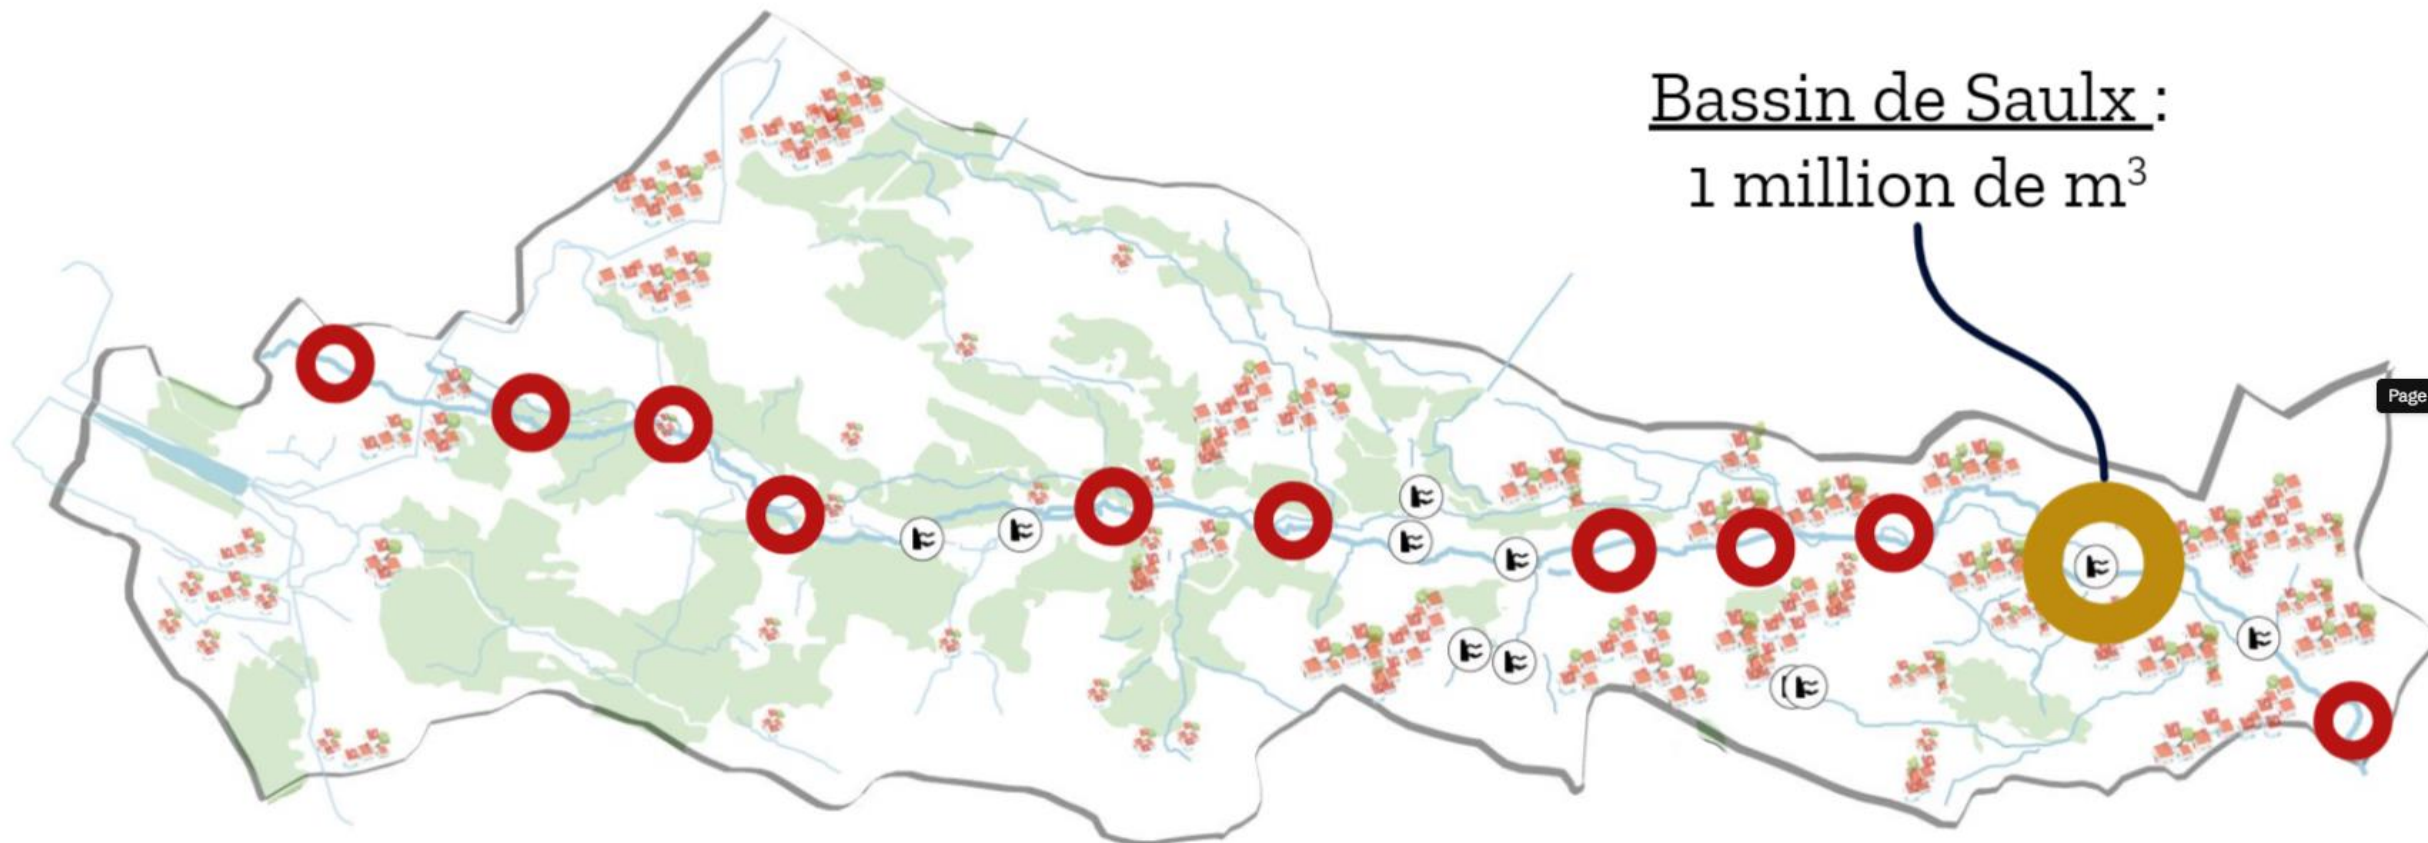 Bassin de Saulx :
1 million de m³
Page